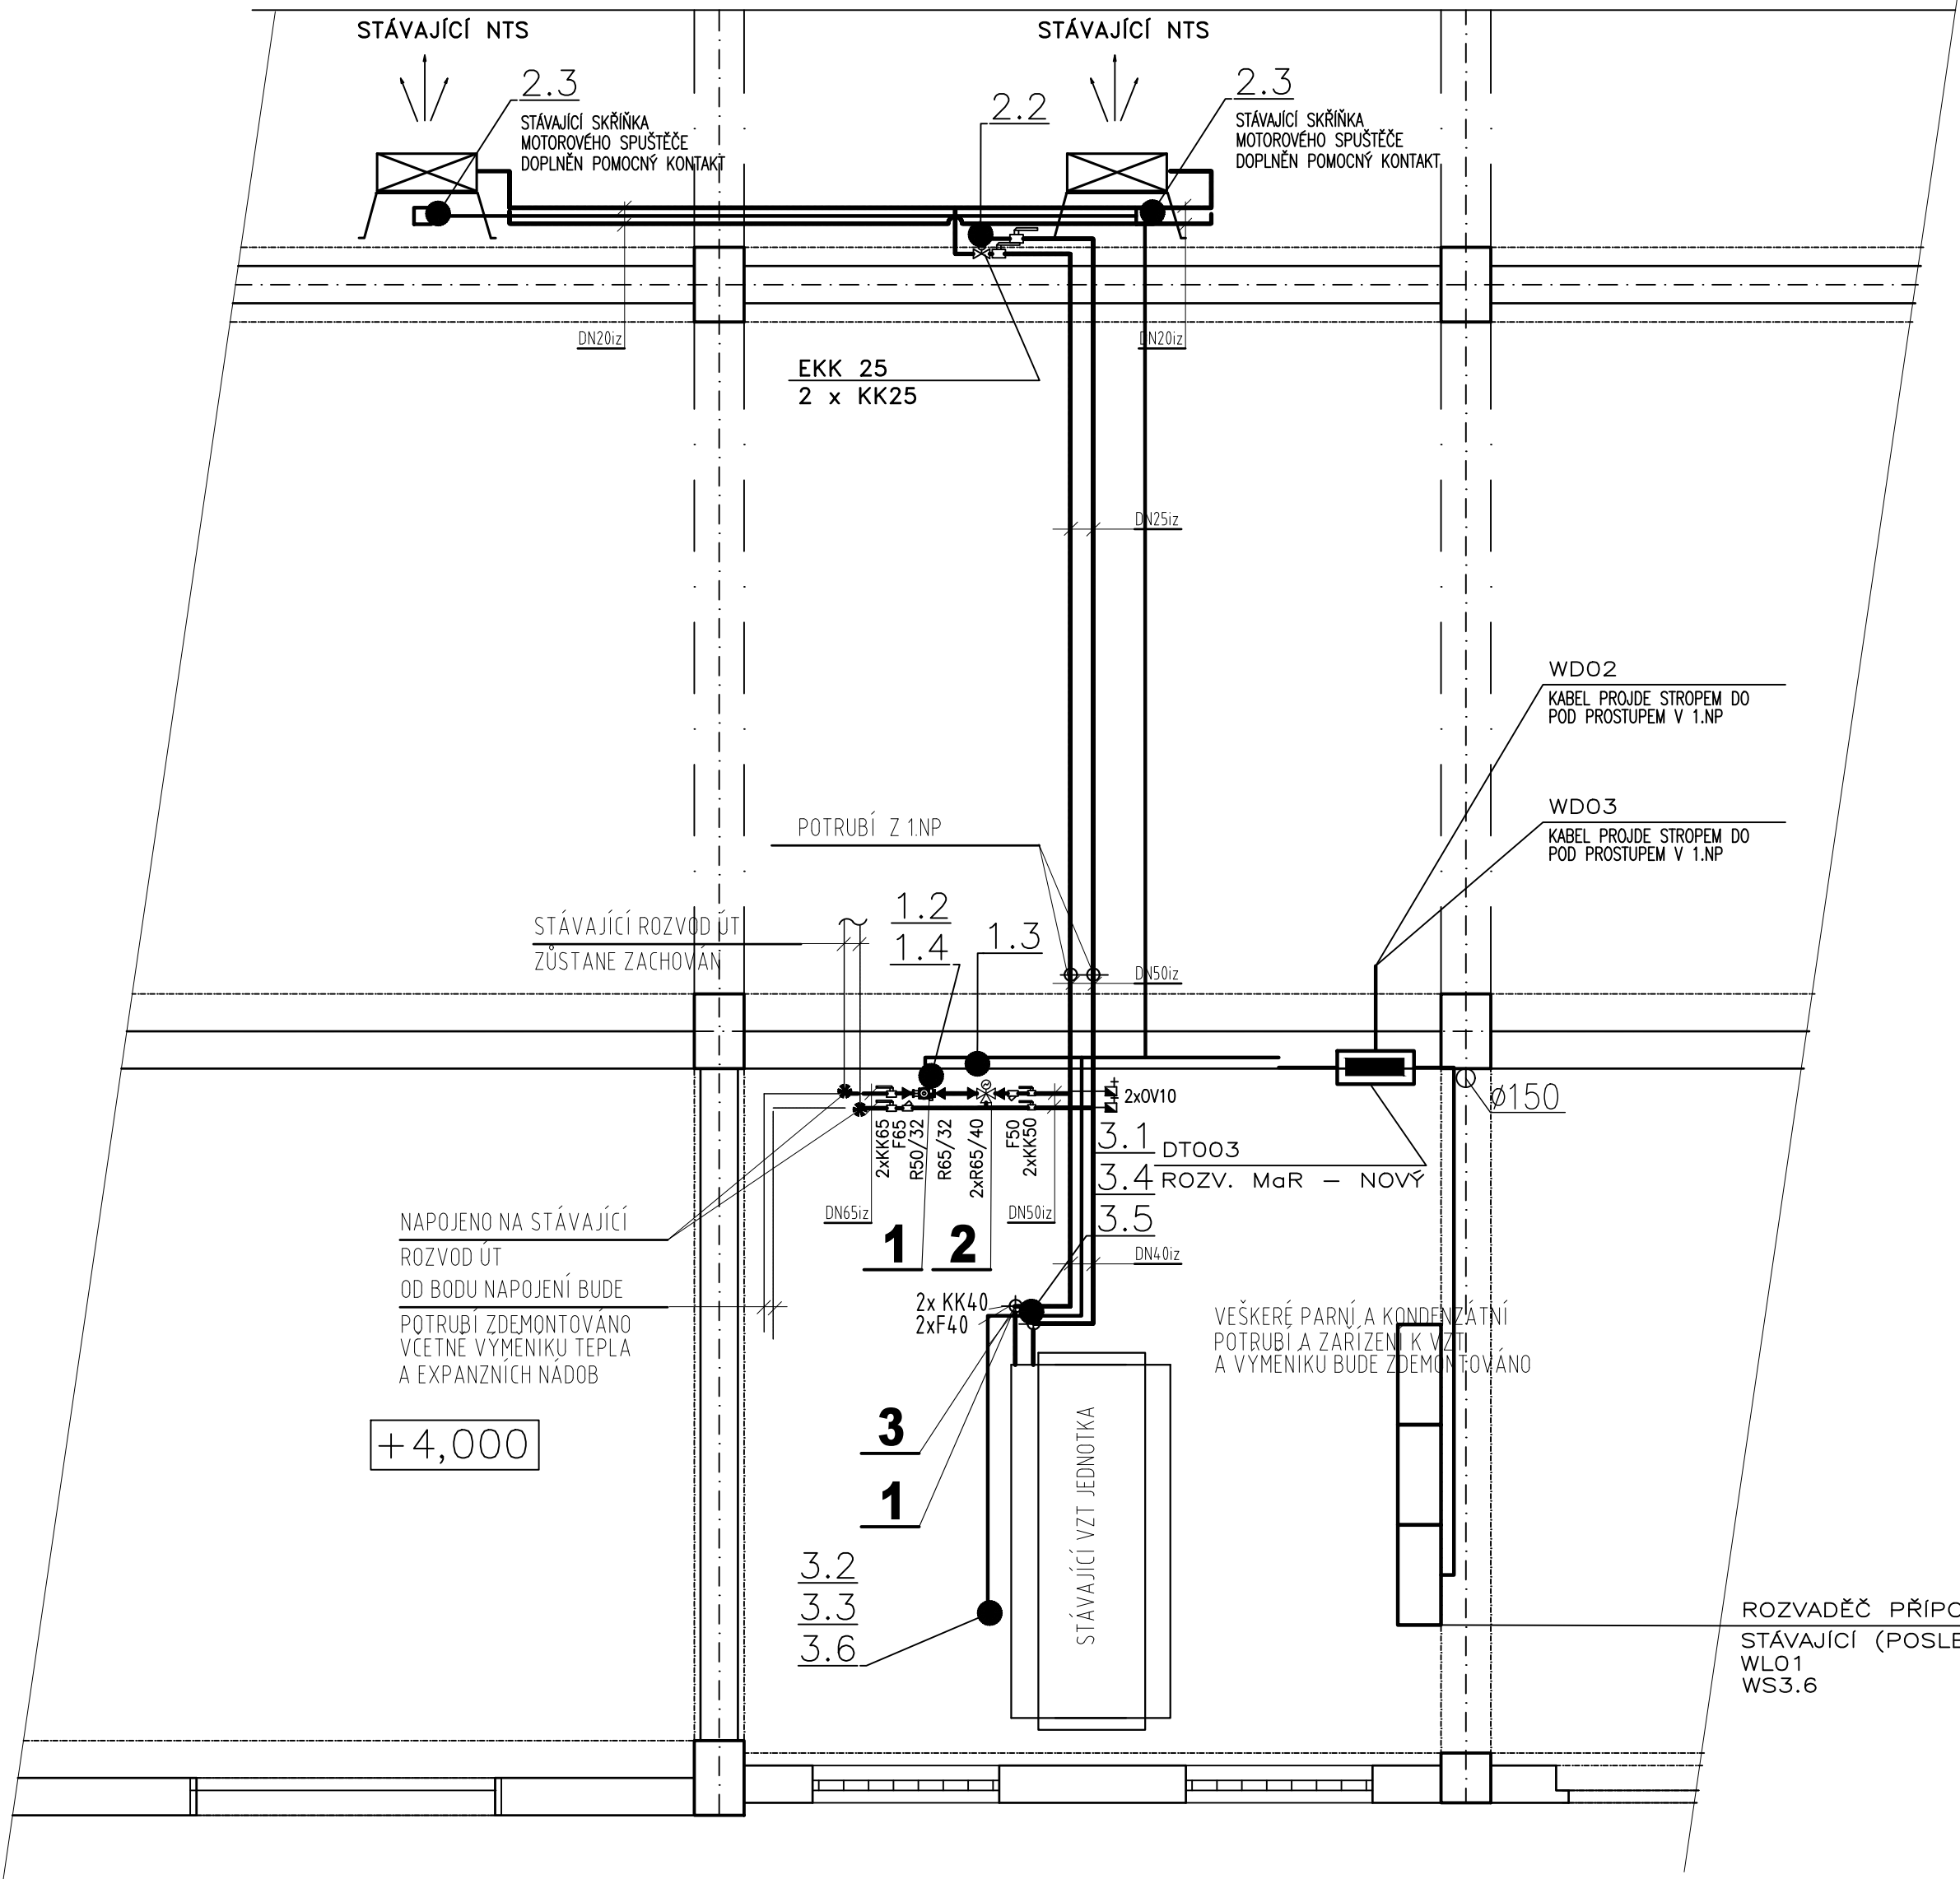 STÁVAJÍCÍ NTS
STÁVAJÍCÍ NTS
2.3
STÁVAJÍCÍ SKŘÍŇKA
MOTOROVÉHO SPUŠTĚČE
DOPLNĚN POMOCNÝ KONTAKT
2.2
2.3
STÁVAJÍCÍ SKŘÍŇKA
MOTOROVÉHO SPUŠTĚČE
DOPLNĚN POMOCNÝ KONTAKT
DN20iz
DN20iz
EKK 25
2 x KK25
DN25iz
WD02
KABEL PROJDE STROPEM DO
POD PROSTUPEM V 1.NP
WD03
KABEL PROJDE STROPEM DO
POD PROSTUPEM V 1.NP
POTRUBÍ Z 1.NP
STÁVAJÍCÍ ROZVOD ÚT
ZŮSTANE ZACHOVÁN
1.2
1.4
1.3
DN50iz
2xOV10
ø150
2xKK65
F65
R50/32
R65/32
2xR65/40
F50
2xKK50
3.1
3.4
3.5
DT003
ROZV. MaR – NOVÝ
DN65iz
DN50iz
1
2
DN40iz
NAPOJENO NA STÁVAJÍCÍ
ROZVOD ÚT
OD BODU NAPOJENÍ BUDE
POTRUBÍ ZDEMONTOVÁNO
VČETNĚ VÝMĚNÍKU TEPLA
A EXPANZNÍCH NÁDOB
2x KK40
2xF40
VEŠKERÉ PARNÍ A KONDENZÁTNÍ
POTRUBÍ A ZAŘÍZENÍ K VZT
A VÝMĚNÍKU BUDE ZDEMONTOVÁNO
+4,000
3
1
STÁVAJÍCÍ VZT JEDNOTKA
3.2
3.3
3.6
ROZVADĚČ
STÁVAJÍCÍ
WL01
WS3.6